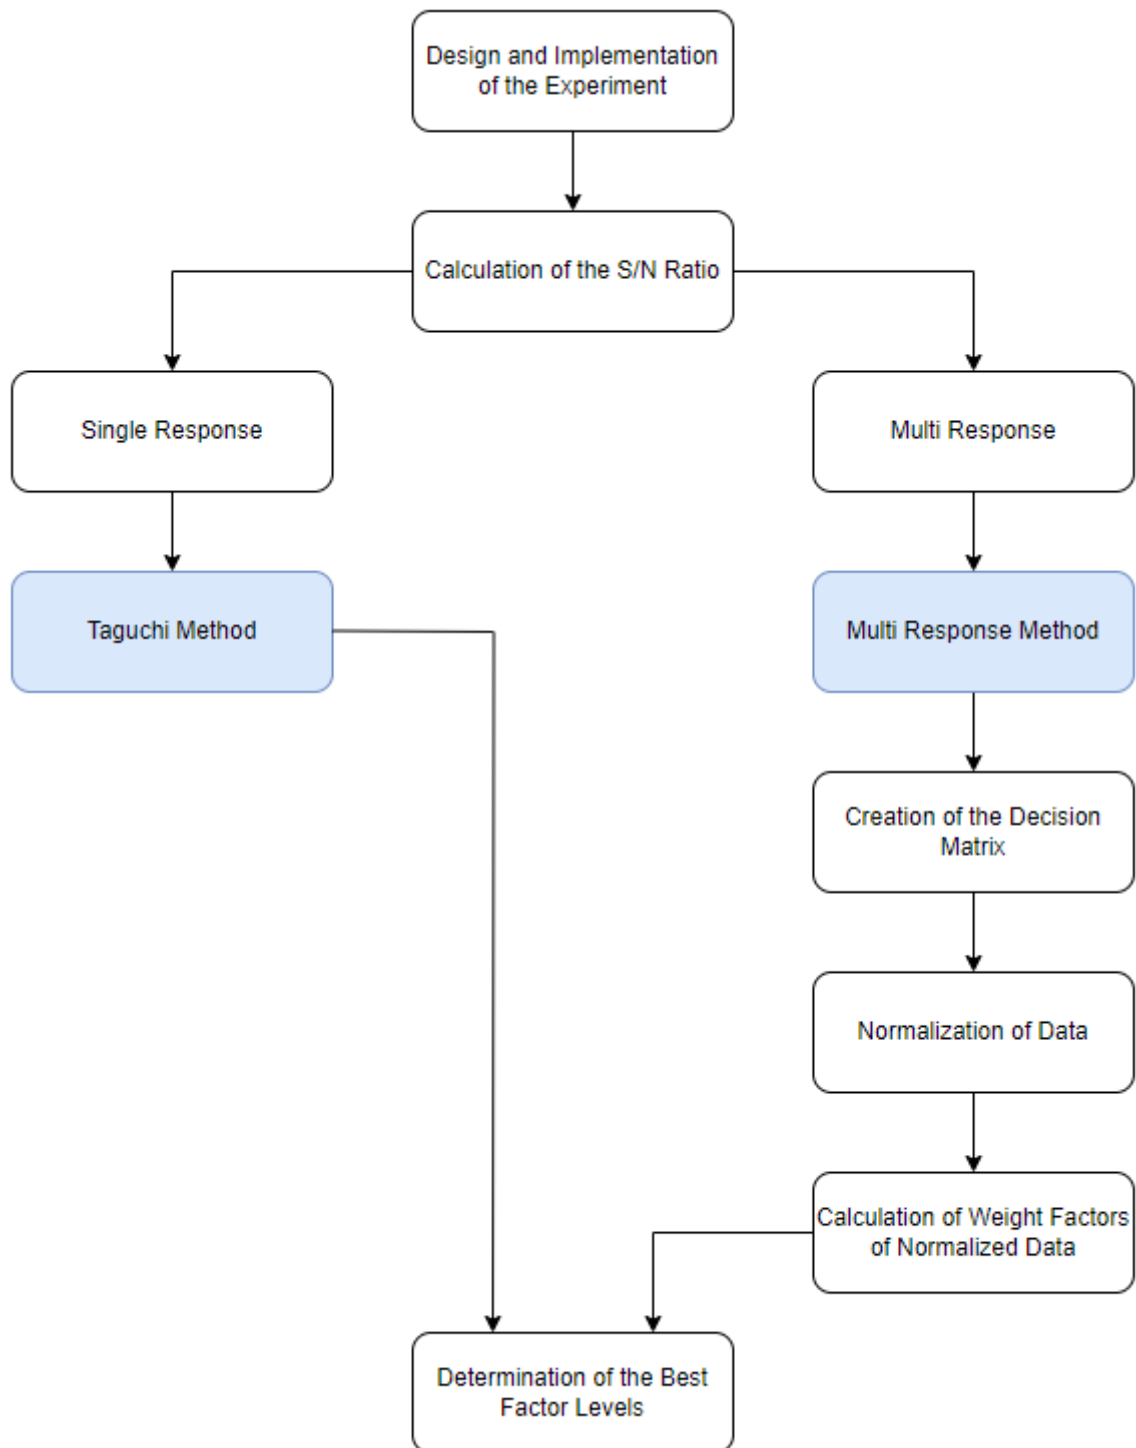 Design and Implementation
of the Experiment
Calculation of the S/N Ratio
Single Response
Multi Response
Taguchi Method
Multi Response Method
Creation of the Decision
Matrix
Normalization of Data
Calculation of Weight Factors
of Normalized Data
Determination of the Best
Factor Levels